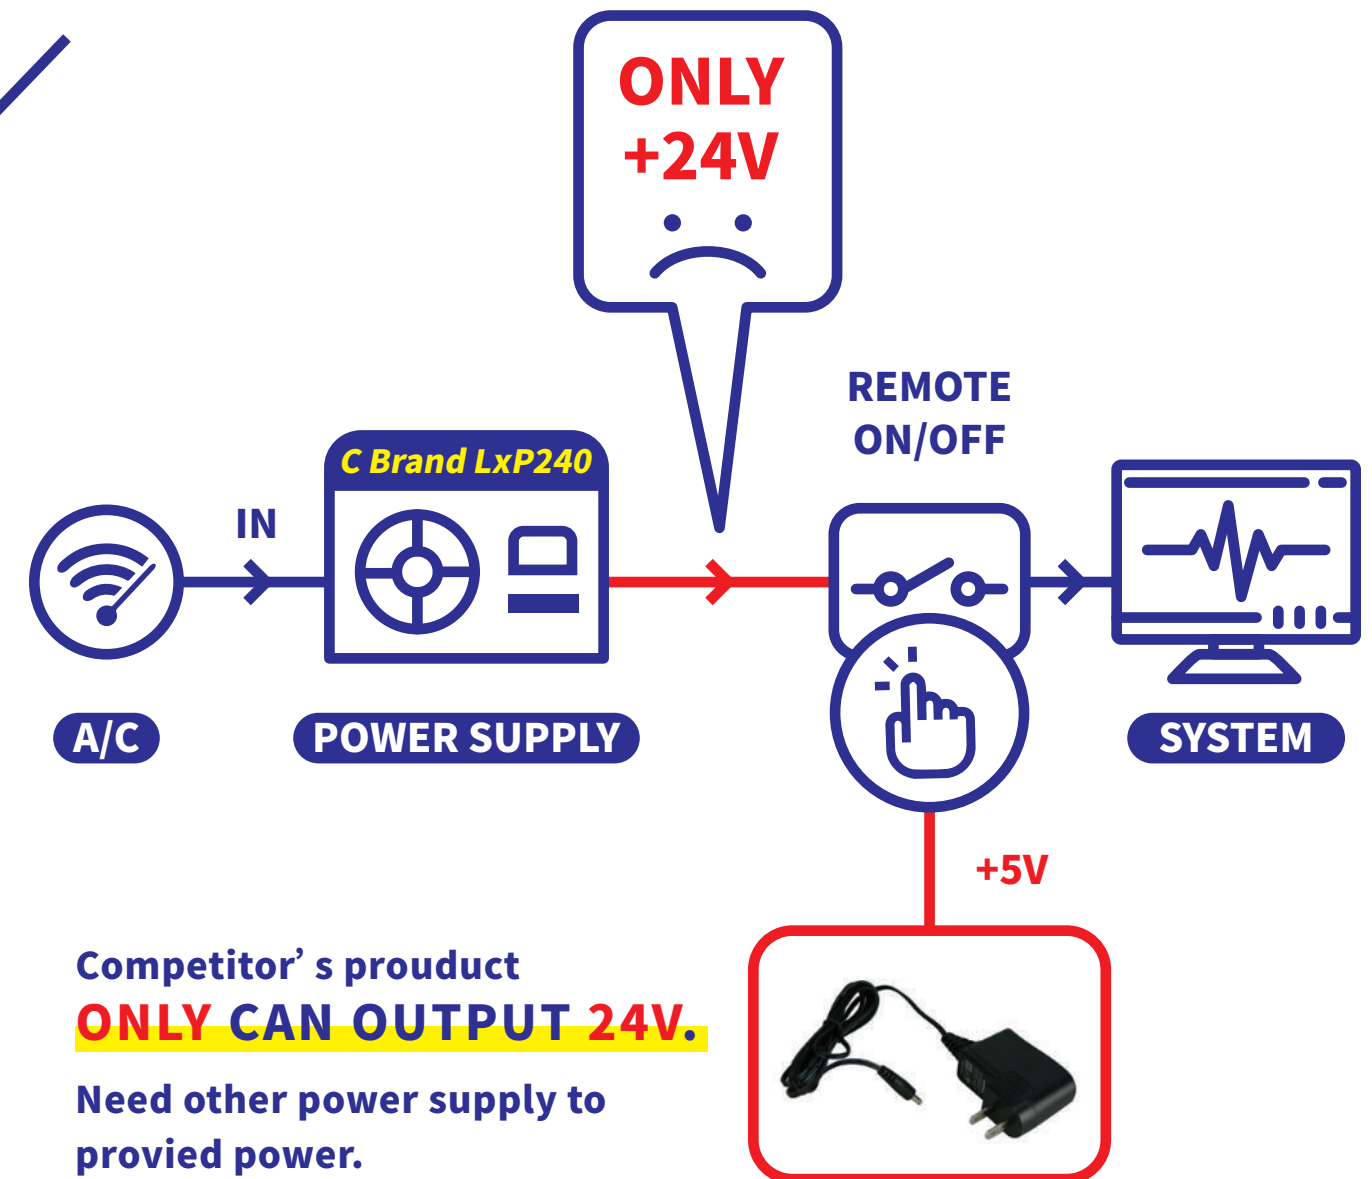 ONLY
+24V
REMOTE
ON/OFF
C Brand LxP240
IN
A/C
POWER SUPPLY
SYSTEM
+5V
Competitor’ s prouduct
ONLY CAN OUTPUT 24V.
Need other power supply to
provied power.